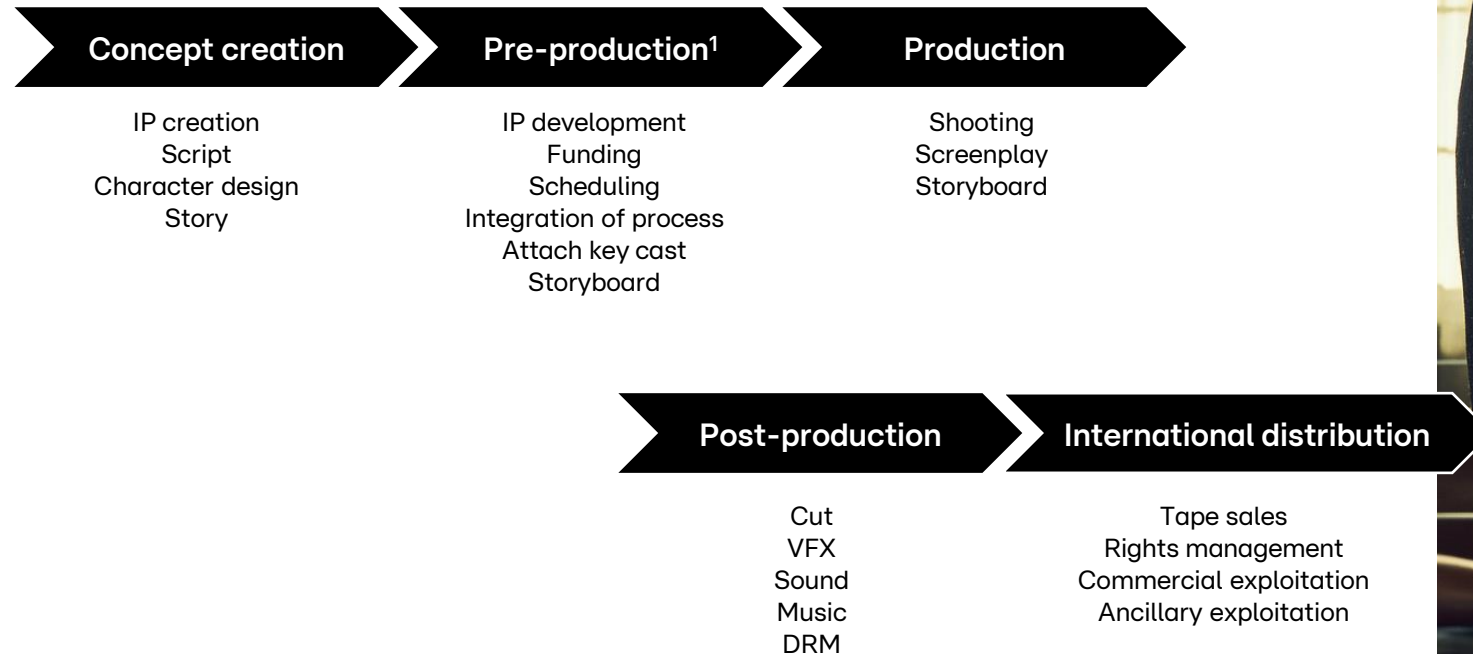 Concept creation
IP creation
Script
Character design
Story
Pre-production¹
IP development
Funding
Scheduling
Integration of process
Attach key cast
Storyboard
Production
Shooting
Screenplay
Storyboard
Post-production
Cut
VFX
Sound
Music
DRM
International distribution
Tape sales
Rights management
Commercial exploitation
Ancillary exploitation